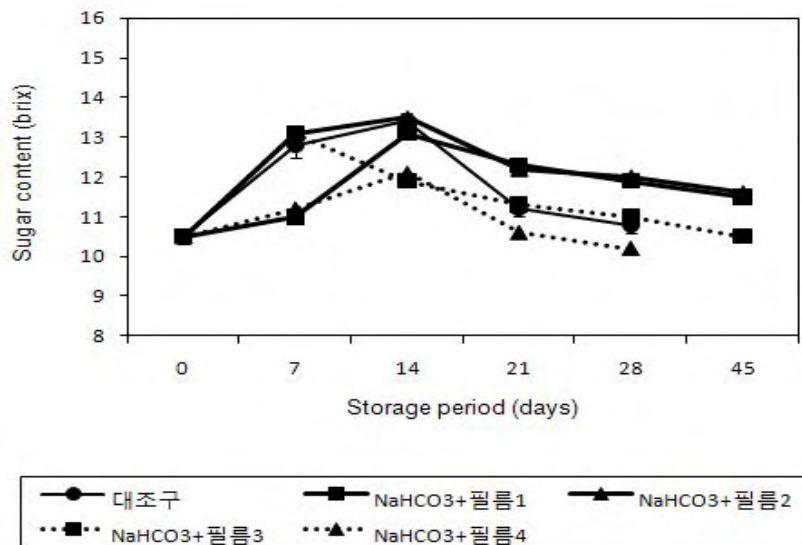 16
15
14
13
12
11
10
9
8
Sugar content (brix)
0 7 14 21 28 45
Storage period (days)
대조구 NaHCO3+필름1 NaHCO3+필름2
NaHCO3+필름3 NaHCO3+필름4